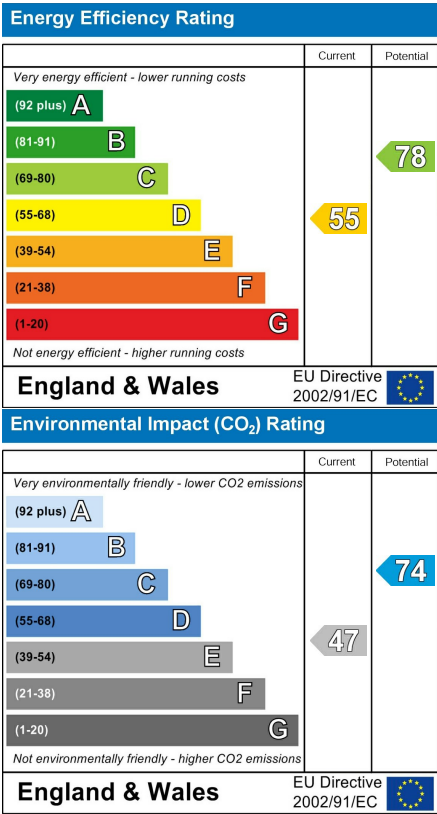 Energy Efficiency Rating
Current Potential
Very energy efficient - lower running costs
(92 plus) A
(81-91) B
78
(69-80) C
(55-68) D
55
(39-54) E
(21-38) F
(1-20) G
Not energy efficient - higher running costs
England & Wales
EU Directive
2002/91/EC
Environmental Impact (CO₂) Rating
Current Potential
Very environmentally friendly - lower CO2 emissions
(92 plus) A
(81-91) B
(69-80) C
74
(55-68) D
(39-54) E
47
(21-38) F
(1-20) G
Not environmentally friendly - higher CO2 emissions
England & Wales
EU Directive
2002/91/EC